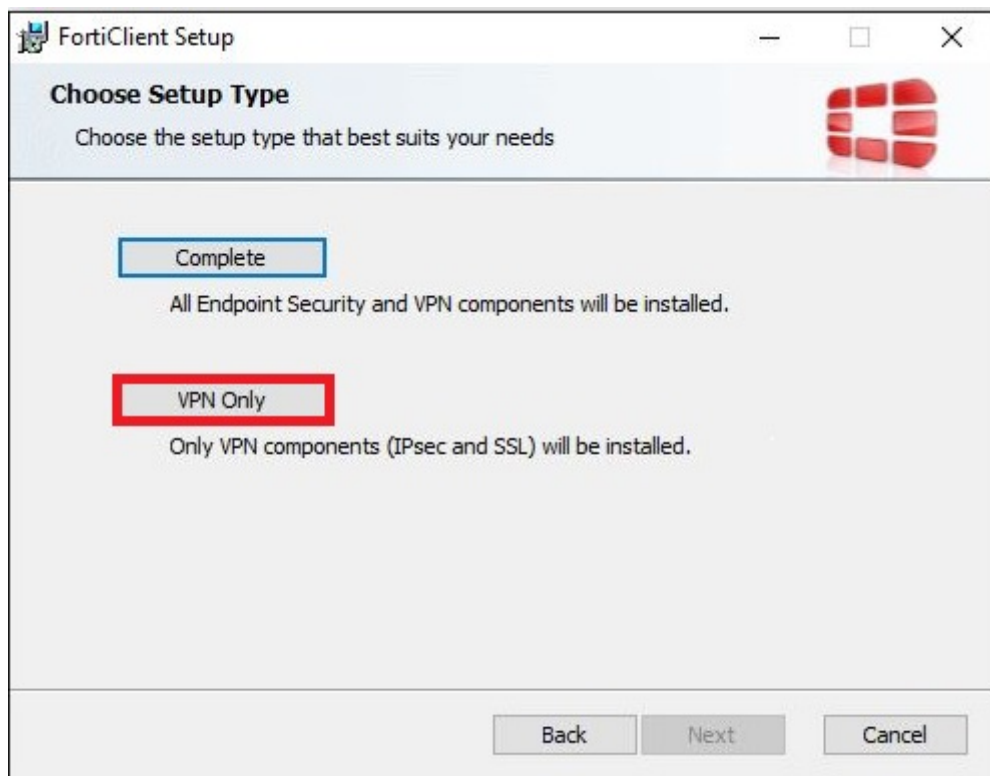 FortiClient Setup
Choose Setup Type
Choose the setup type that best suits your needs
Complete
All Endpoint Security and VPN components will be installed.
VPN Only
Only VPN components (IPsec and SSL) will be installed.
Back Next Cancel